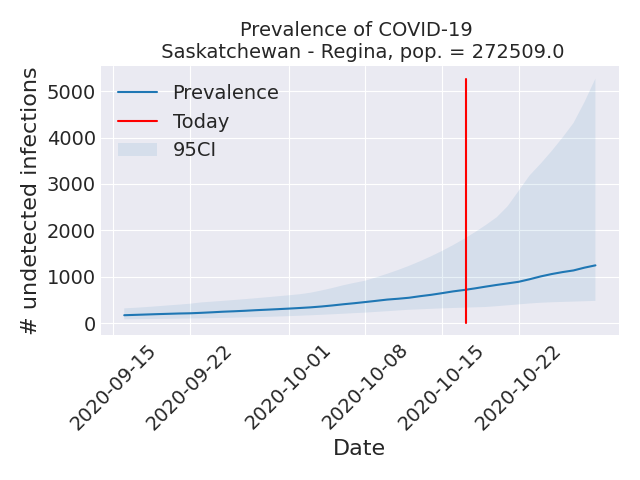 Prevalence of COVID-19
Saskatchewan - Regina, pop. = 272509.0
# undetected infections
5000
4000
3000
2000
1000
0
Prevalence
Today
95CI
2020-09-15
2020-09-22
2020-10-01
2020-10-08
2020-10-15
2020-10-22
Date